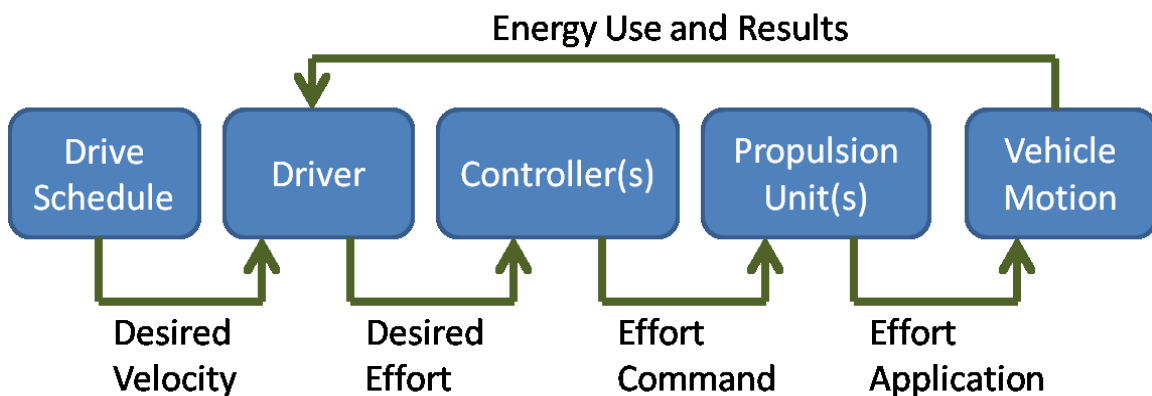 Energy Use and Results
Drive
Schedule
Driver
Controller(s)
Propulsion
Unit(s)
Vehicle
Motion
Desired
Velocity
Desired
Effort
Effort
Command
Effort
Application